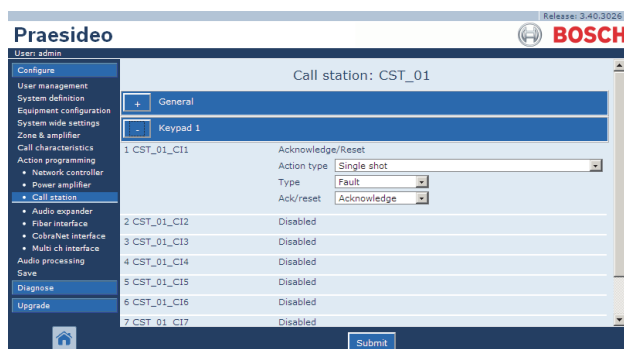 Release: 3.40.3026
Praesideo
BOSCH
User: admin
Configure
User management
System definition
Equipment configuration
System wide settings
Zone & amplifier
Call characteristics
Action programming
• Network controller
• Power amplifier
• Call station
• Audio expander
• Fiber interface
• CobraNet interface
• Multi ch interface
Audio processing
Save
Diagnose
Upgrade
Call station: CST_01
+ General
- Keypad 1
1 CST_01_CI1 Acknowledge/Reset
Action type Single shot
Type Fault
Ack/reset Acknowledge
2 CST_01_CI2 Disabled
3 CST_01_CI3 Disabled
4 CST_01_CI4 Disabled
5 CST_01_CI5 Disabled
6 CST_01_CI6 Disabled
7 CST_01_CI7 Disabled
Submit